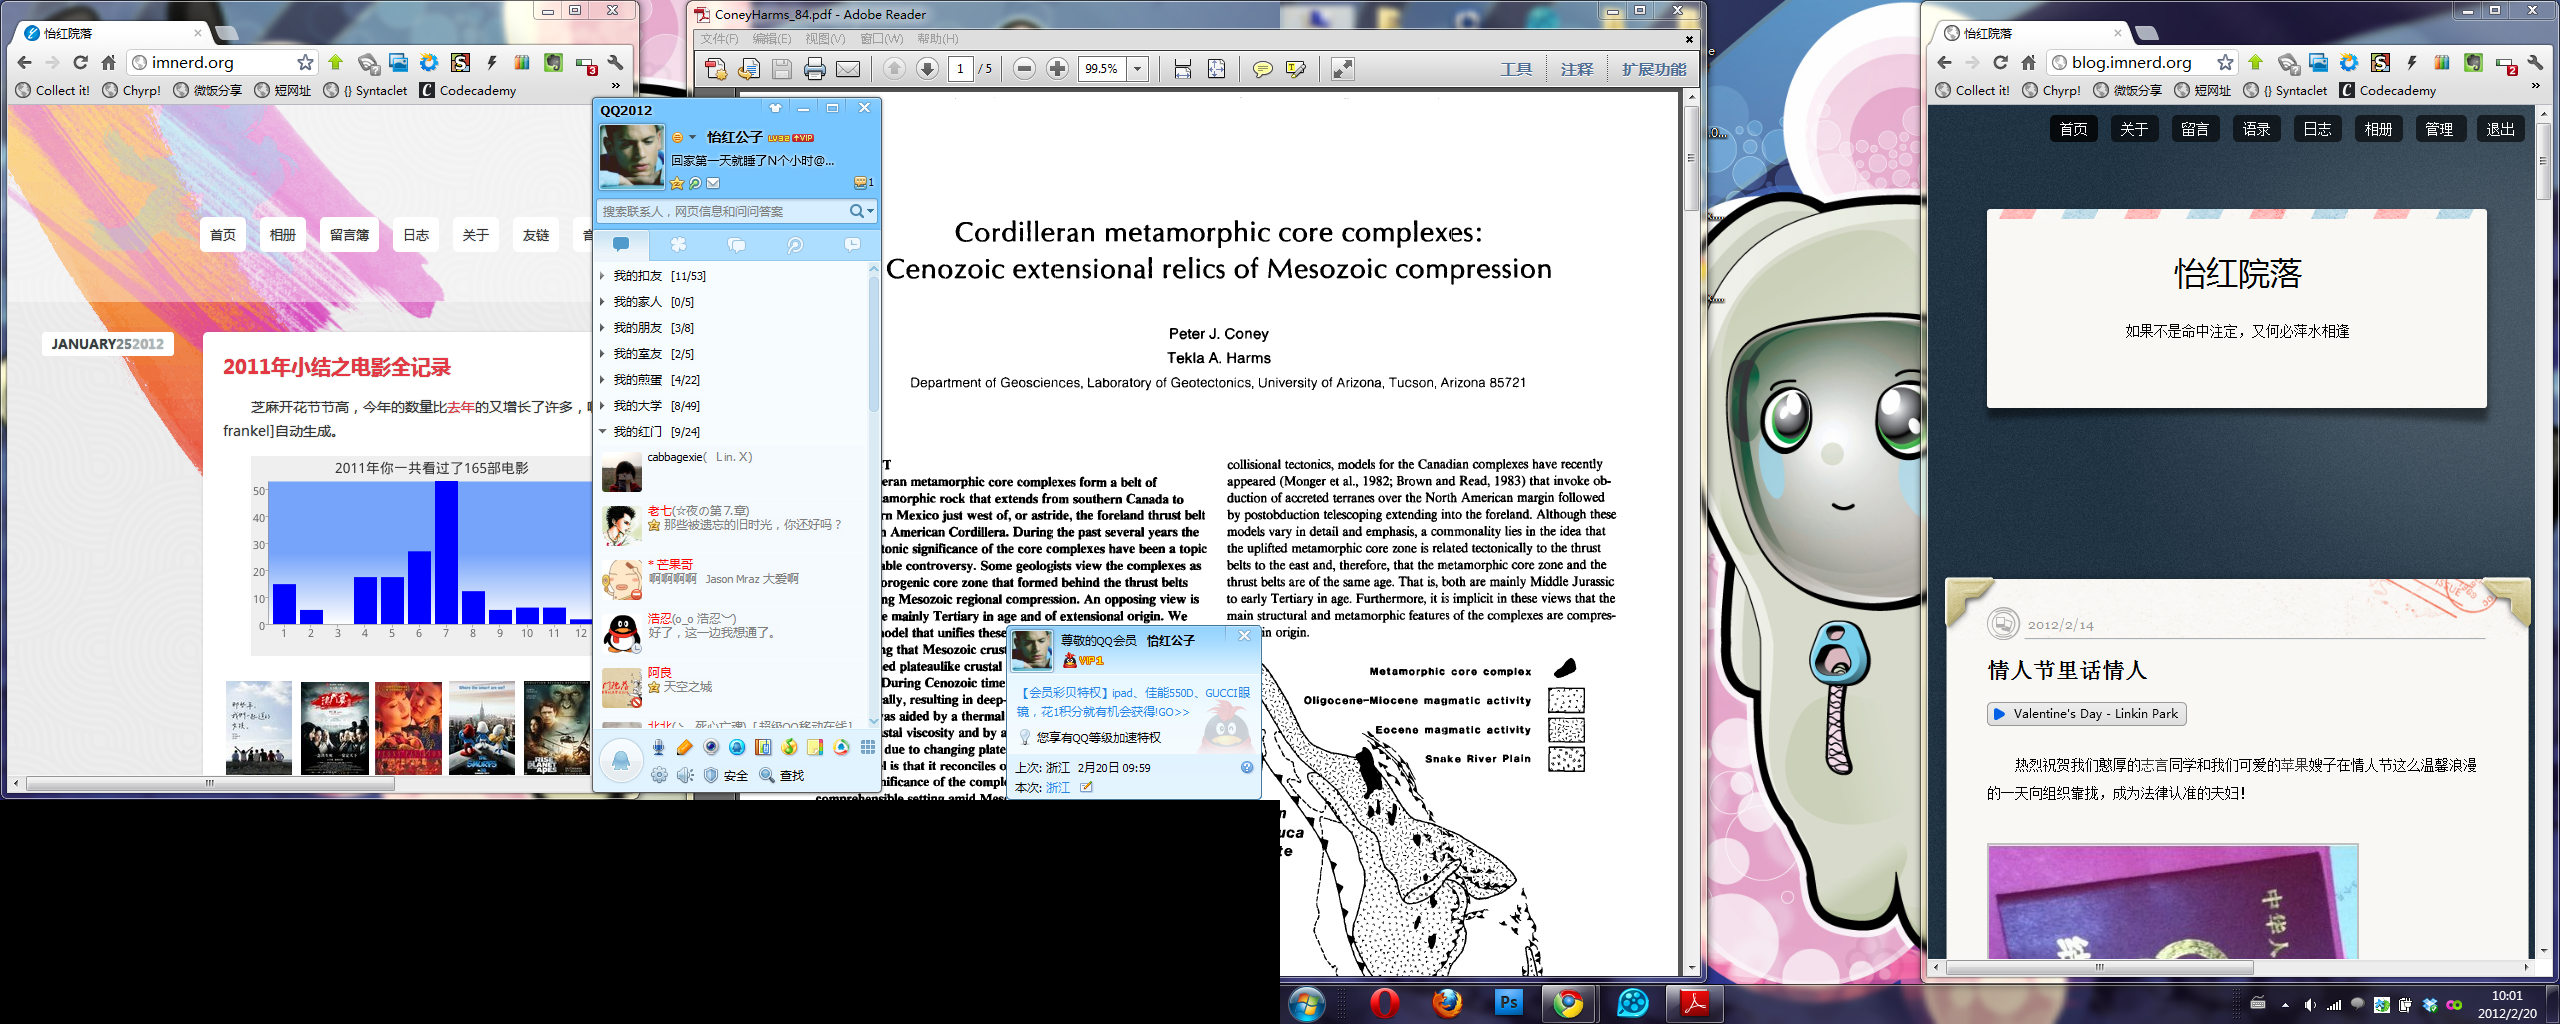 怡红院落
imnerd.org
3
Collect it!
Chyrp!
微饭分享
短网址
{} Syntaclet
Codecademy
»
首页
相册
留言簿
日志
关于
友链
JANUARY252012
2011年小结之电影全记录
芝麻开花节节高，今年的数量比去年的又增长了许多，
frankel]自动生成。
2011年你一共看过了165部电影
50
40
30
20
10
0
1 2 3 4 5 6 7 8 9 10 11 12
QQ2012
怡红公子
回家第一天就睡了N个小时@...
1
搜索联系人，网页信息和问问答案
我的扣友 [11/53]
我的家人 [0/5]
我的朋友 [3/8]
我的室友 [2/5]
我的煎蛋 [4/22]
我的大学 [8/49]
我的红门 [9/24]
cabbagexie( Lin. X)
老七(☆夜の第⒎章)
那些被遗忘的旧时光，你还好吗？
* 芒果哥
啊啊啊啊 Jason Mraz 大爱啊
浩忍(o_o 浩忍︶)
好了，这一边我想通了。
阿良
天空之城
安全
查找
ConeyHarms_84.pdf - Adobe Reader
文件(F) 编辑(E) 视图(V) 窗口(W) 帮助(H)
1 / 5
99.5%
工具
注释
扩展功能
Cordilleran metamorphic core complexes:
Cenozoic extensional relics of Mesozoic compression
Peter J. Coney
Tekla A. Harms
Department of Geosciences, Laboratory of Geotectonics, University of Arizona, Tucson, Arizona 85721
T
eran metamorphic core complexes form a belt of
amorphic rock that extends from southern Canada to
rn Mexico just west of, or astride, the foreland thrust belt
n American Cordillera. During the past several years the
tonic significance of the core complexes have been a topic
able controversy. Some geologists view the complexes as
orogenic core zone that formed behind the thrust belts
ng Mesozoic regional compression. An opposing view is
e mainly Tertiary in age and of extensional origin. We
nodel that unifies these
ng that Mesozoic crust
ed plateaulike crustal
During Cenozoic time
ally, resulting in deep-
vas aided by a thermal
stal viscosity and by a
due to changing plate
l is that it reconciles o
nificance of the compl
comprehensible setting amid Meso
collisional tectonics, models for the Canadian complexes have recently
appeared (Monger et al., 1982; Brown and Read, 1983) that invoke ob-
duction of accreted terranes over the North American margin followed
by postobduction telescoping extending into the foreland. Although these
models vary in detail and emphasis, a commonality lies in the idea that
the uplifted metamorphic core zone is related tectonically to the thrust
belts to the east and, therefore, that the metamorphic core zone and the
thrust belts are of the same age. That is, both are mainly Middle Jurassic
to early Tertiary in age. Furthermore, it is implicit in these views that the
main structural and metamorphic features of the complexes are compres-
in origin.
Metamorphic core complex
Oligocene–Miocene magmatic activity
Eocene magmatic activity
Snake River Plain
尊敬的QQ会员 怡红公子
VIP1
【会员彩贝特权】ipad、佳能550D、GUCCI眼
镜，花1积分就有机会获得!GO>>
您享有QQ等级加速特权
上次: 浙江 2月20日 09:59
本次: 浙江
怡红院落
blog.imnerd.org
2
Collect it!
Chyrp!
微饭分享
短网址
{} Syntaclet
Codecademy
»
首页
关于
留言
语录
日志
相册
管理
退出
怡红院落
如果不是命中注定，又何必萍水相逢
2012/2/14
情人节里话情人
Valentine's Day - Linkin Park
热烈祝贺我们憨厚的志言同学和我们可爱的苹果嫂子在情人节这么温馨浪漫
的一天向组织靠拢，成为法律认准的夫妇！
中华人
Ps
10:01
2012/2/20